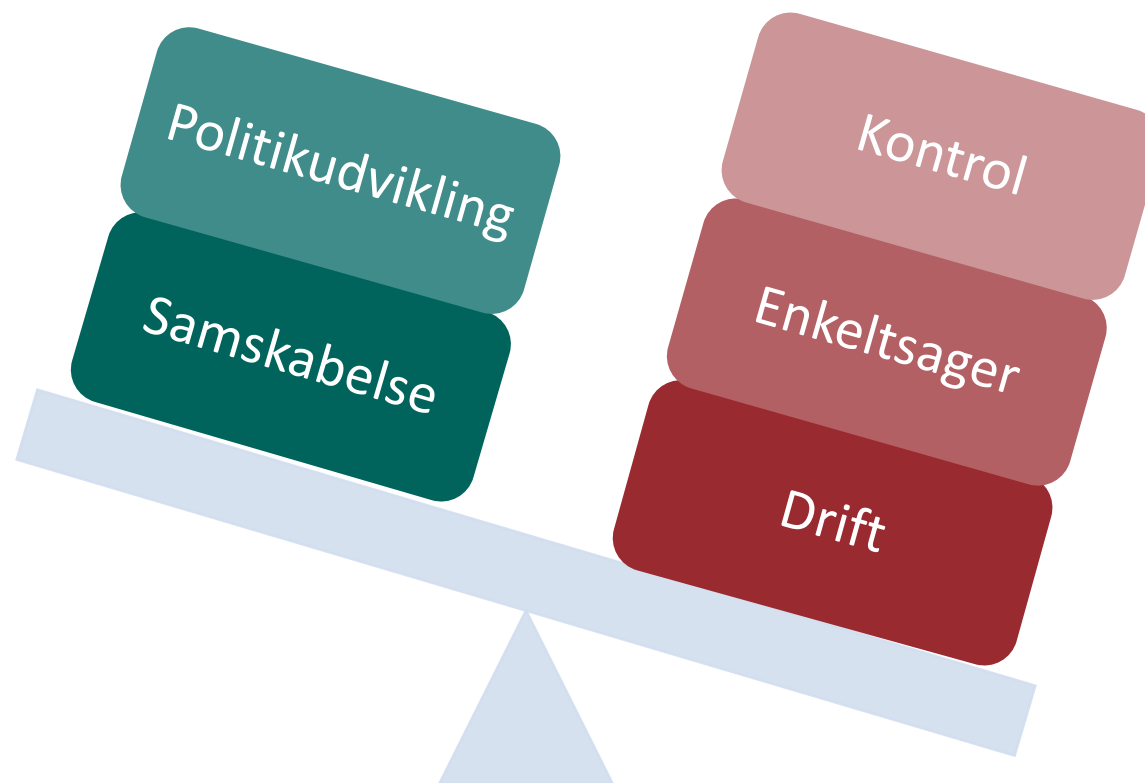 Politikudvikling
Samskabelse
Kontrol
Enkeltsager
Drift